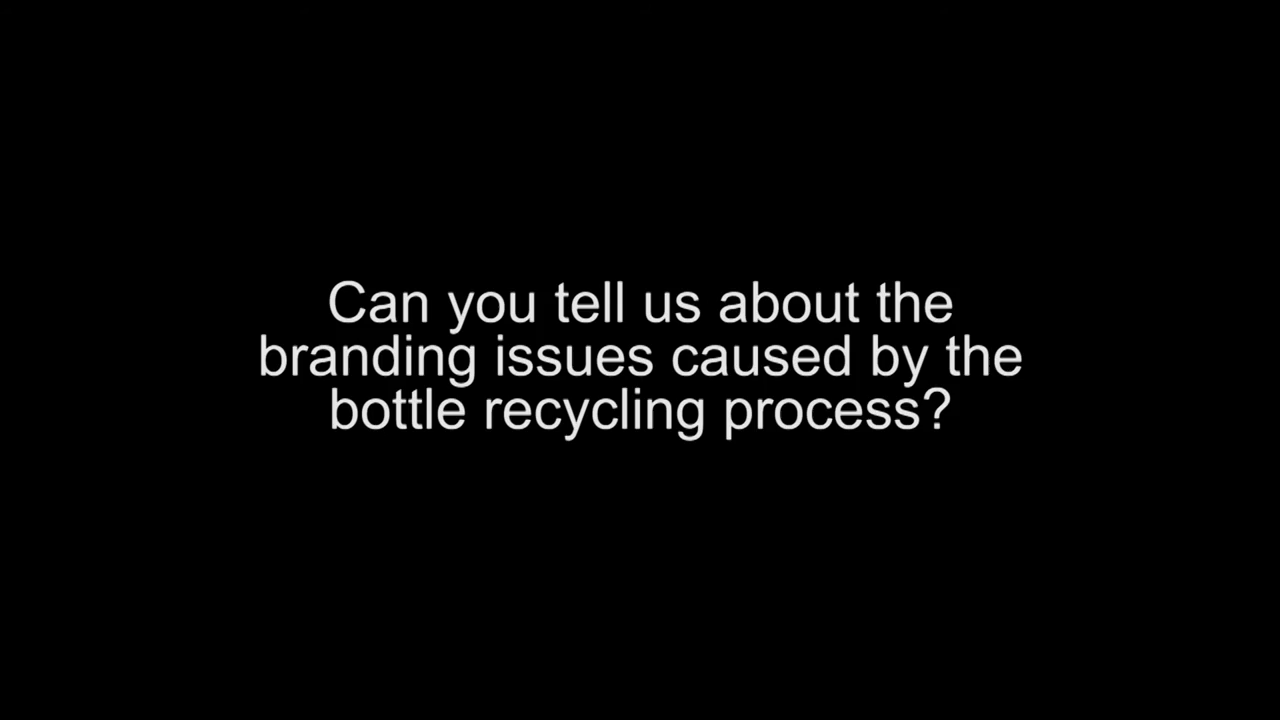 Can you tell us about the
branding issues caused by the
bottle recycling process?